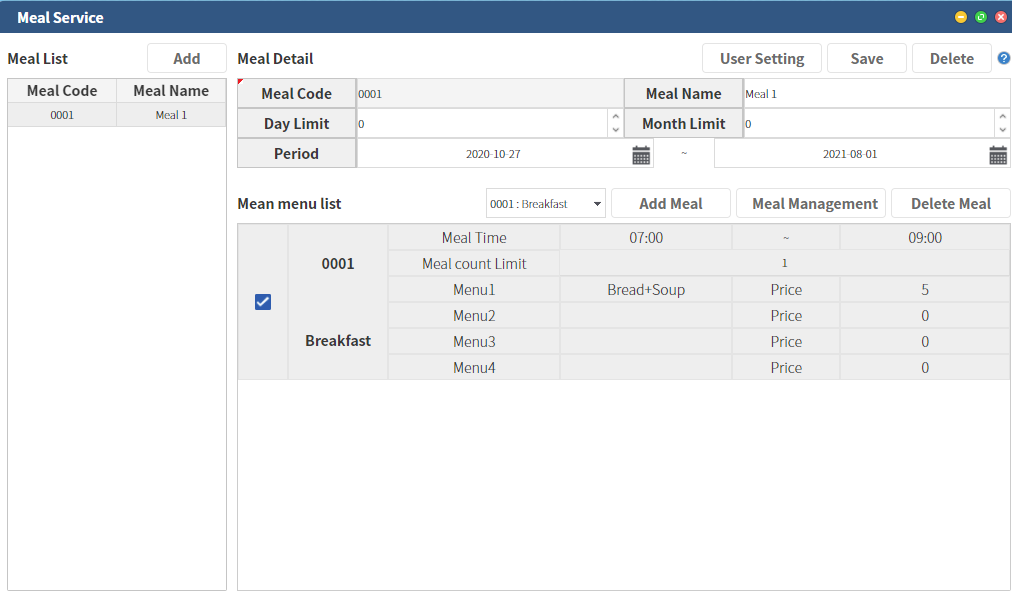 Meal Service
Meal List
Add
Meal Code Meal Name
0001 Meal 1
Meal Detail
User Setting Save Delete ?
Meal Code 0001 Meal Name Meal 1
Day Limit 0 Month Limit 0
Period 2020-10-27 ~ 2021-08-01
Mean menu list 0001 : Breakfast Add Meal Meal Management Delete Meal
0001
Breakfast
Meal Time 07:00 ~ 09:00
Meal count Limit 1
Menu1 Bread+Soup Price 5
Menu2 Price 0
Menu3 Price 0
Menu4 Price 0